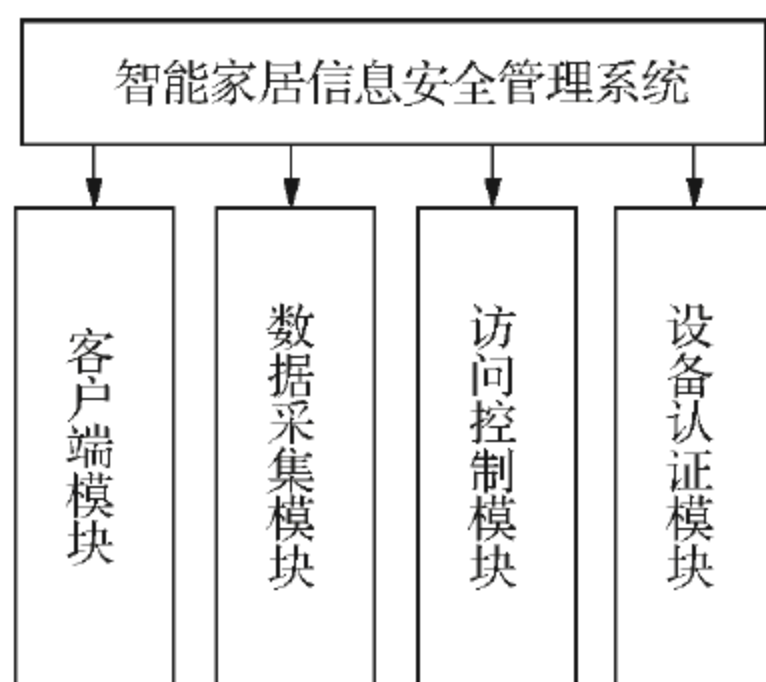 智能家居信息安全管理系统
客户端模块
数据采集模块
访问控制模块
设备认证模块